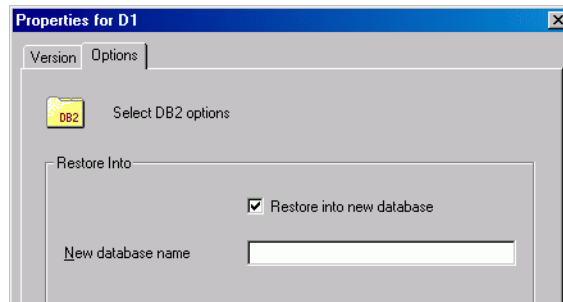 Properties for D1
Version Options
DB2 Select DB2 options
Restore Into
Restore into new database
New database name